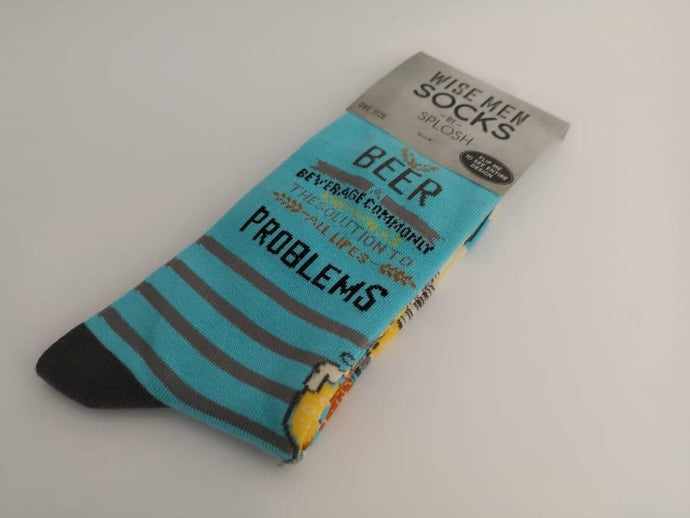 WISE MEN
SOCKS
BY
SPLOSH
ONE SIZE
FLIP ME
TO SEE ENTIRE
DESIGN
BEER
A
BEVERAGE COMMONLY
THE SOLUTION TO
ALL LIFES
PROBLEMS